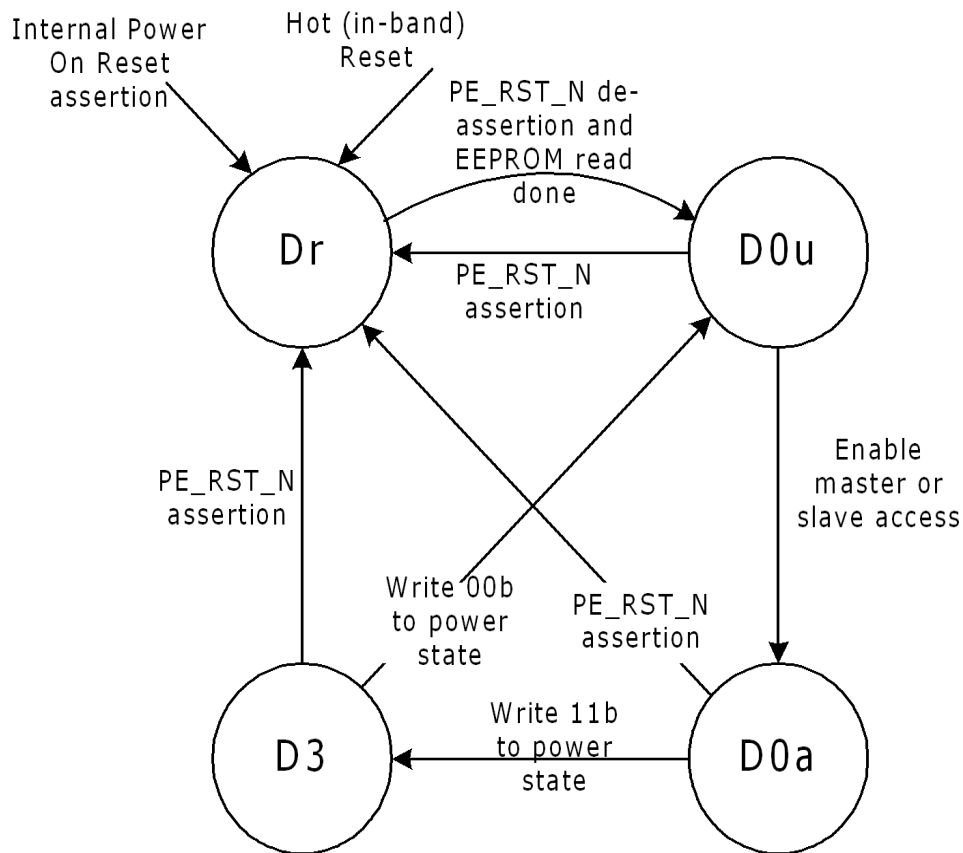 Internal Power
On Reset
assertion
Hot (in-band)
Reset
PE_RST_N de-
assertion and
EEPROM read
done
Dr
D0u
PE_RST_N
assertion
PE_RST_N
assertion
Enable
master or
slave access
Write 00b
to power
state
PE_RST_N
assertion
D3
Write 11b
to power
state
D0a